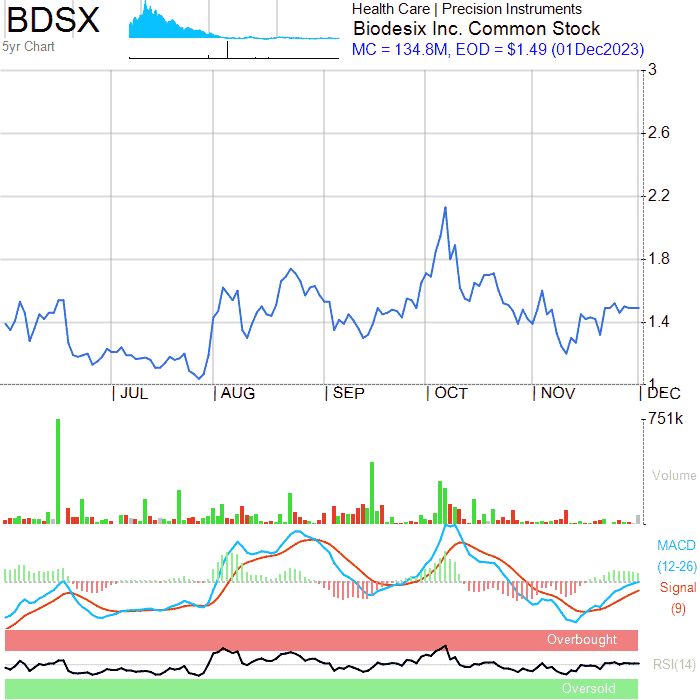 BDSX
5yr Chart
Health Care | Precision Instruments
Biodesix Inc. Common Stock
MC = 134.8M, EOD = $1.49 (01Dec2023)
3
2.6
2.2
1.8
1.4
1
| JUL | AUG | SEP | OCT | NOV | DEC
751k
Volume
MACD
(12-26)
Signal
(9)
Overbought
RSI(14)
Oversold